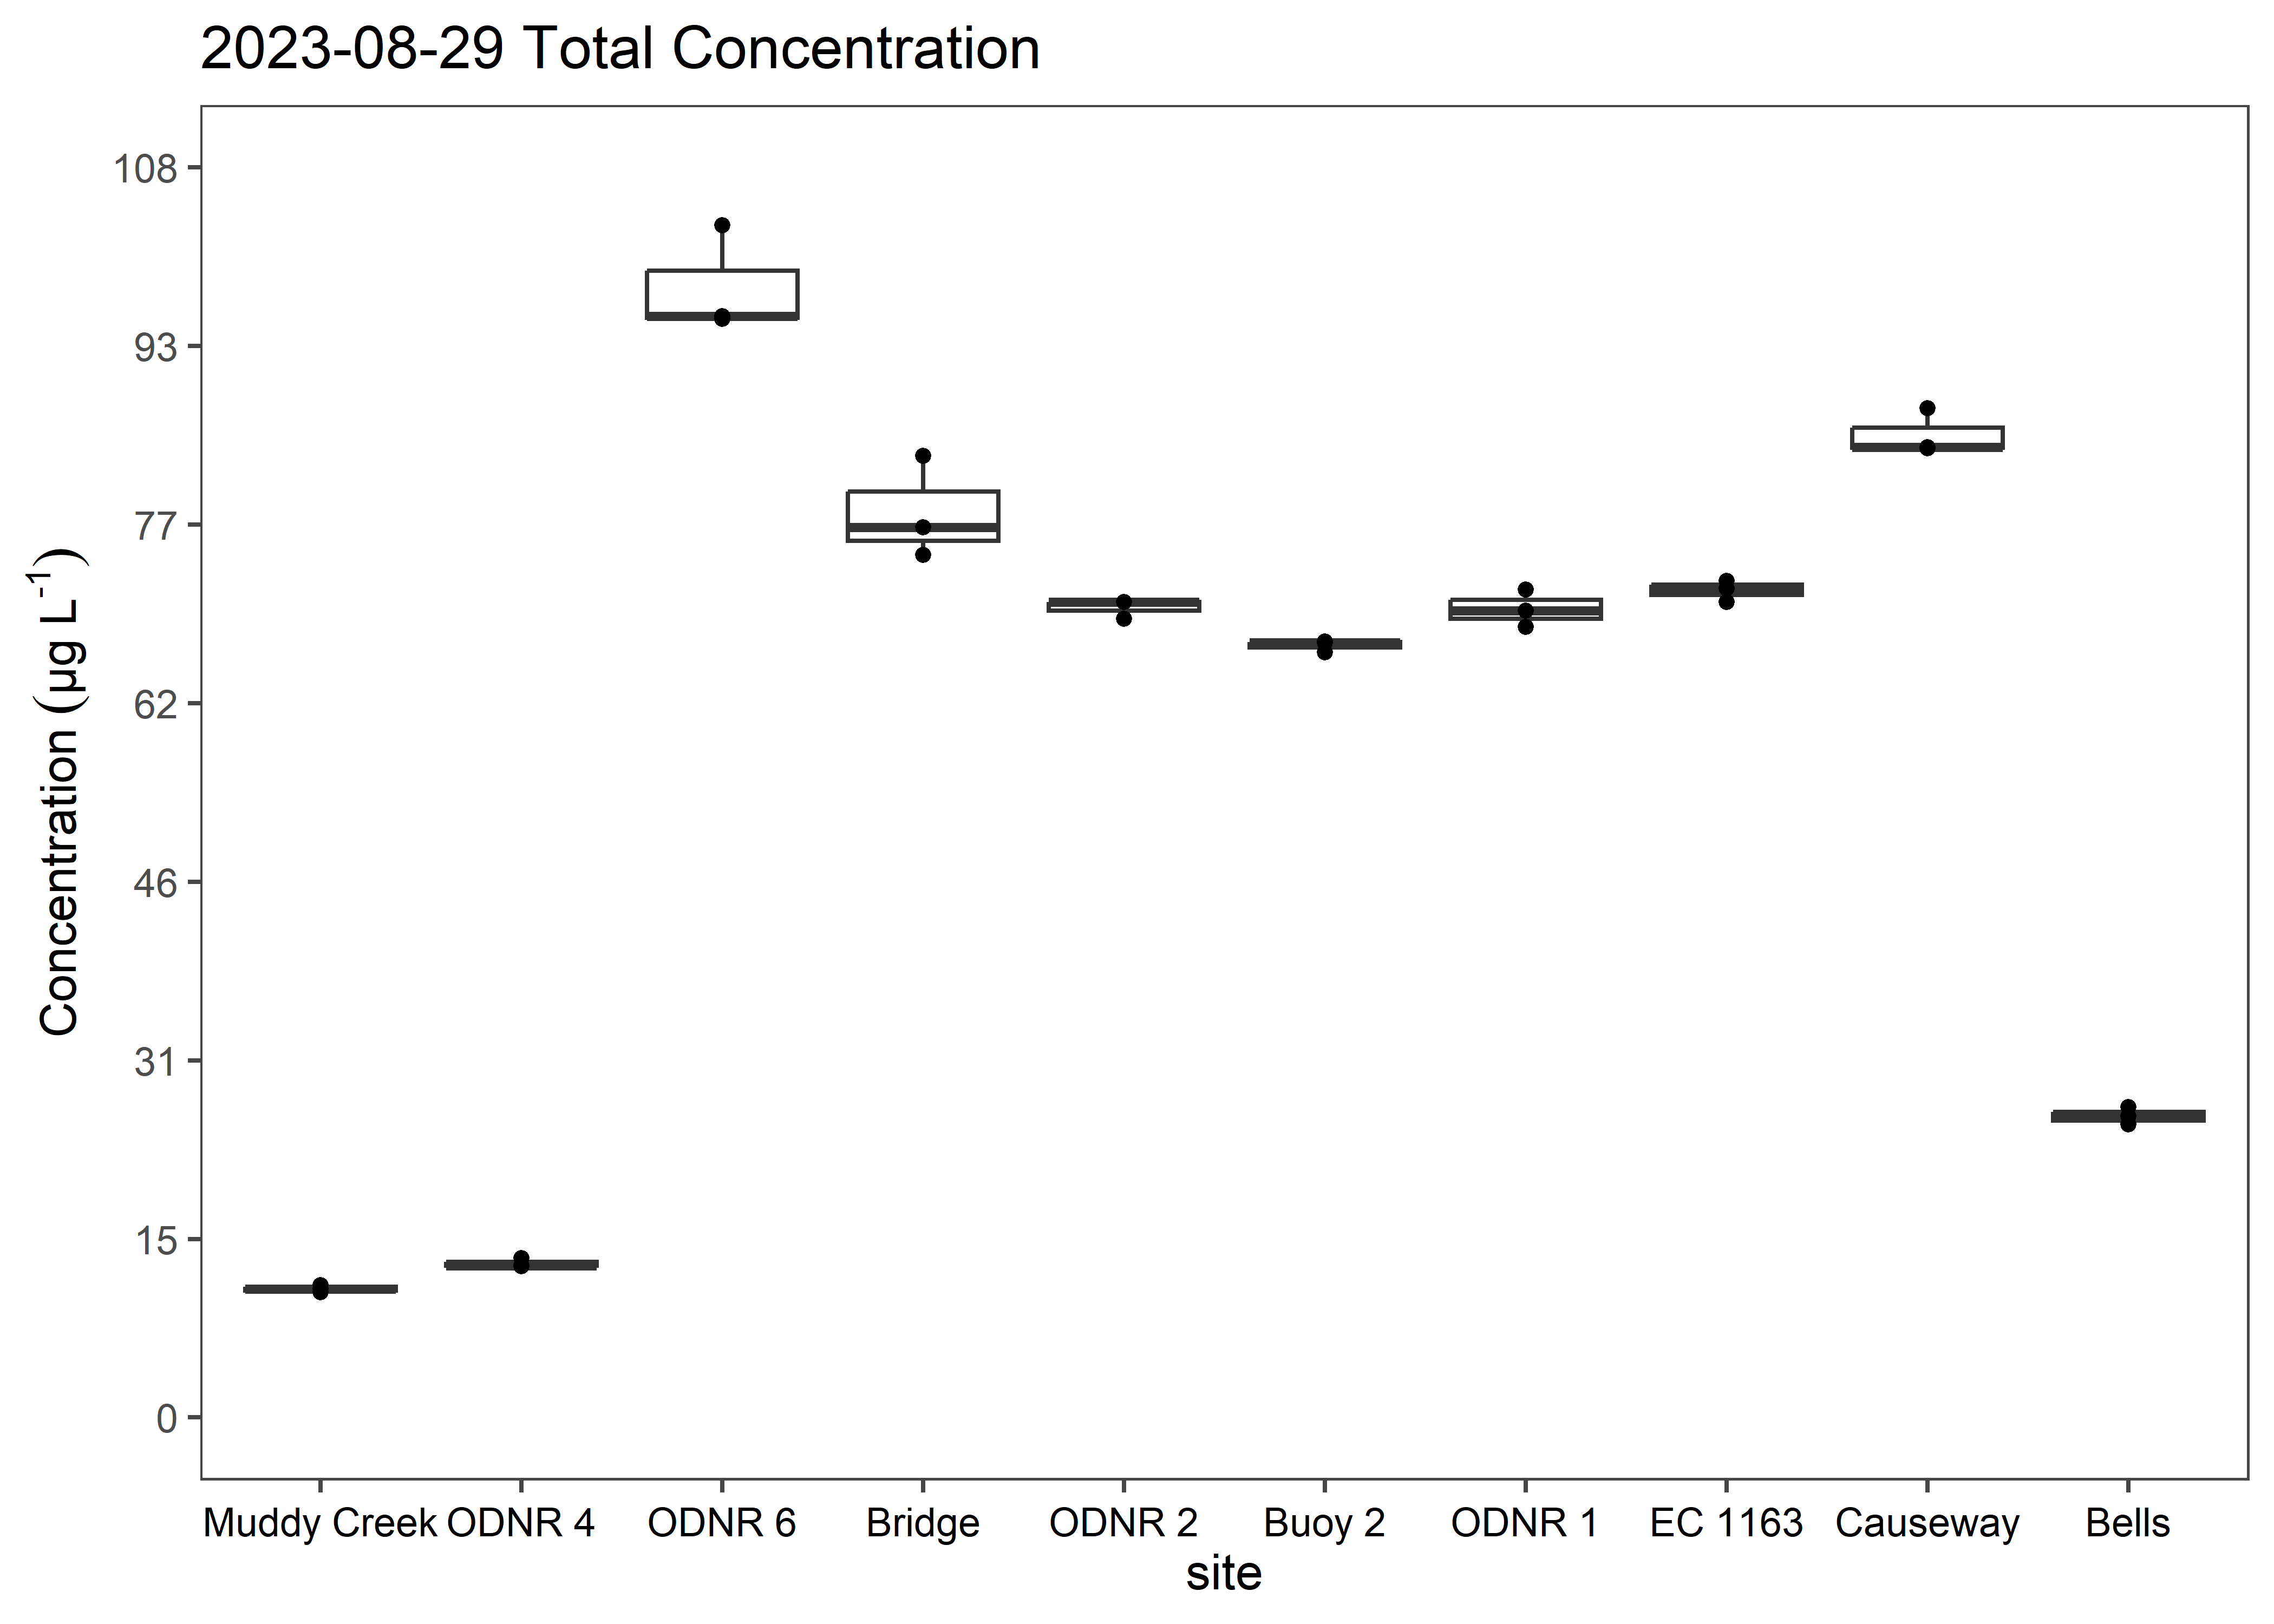 2023-08-29 Total Concentration
108
93
77
62
46
31
15
0
Concentration (µg L⁻¹)
Muddy Creek ODNR 4 ODNR 6 Bridge ODNR 2 Buoy 2 ODNR 1 EC 1163 Causeway Bells
site